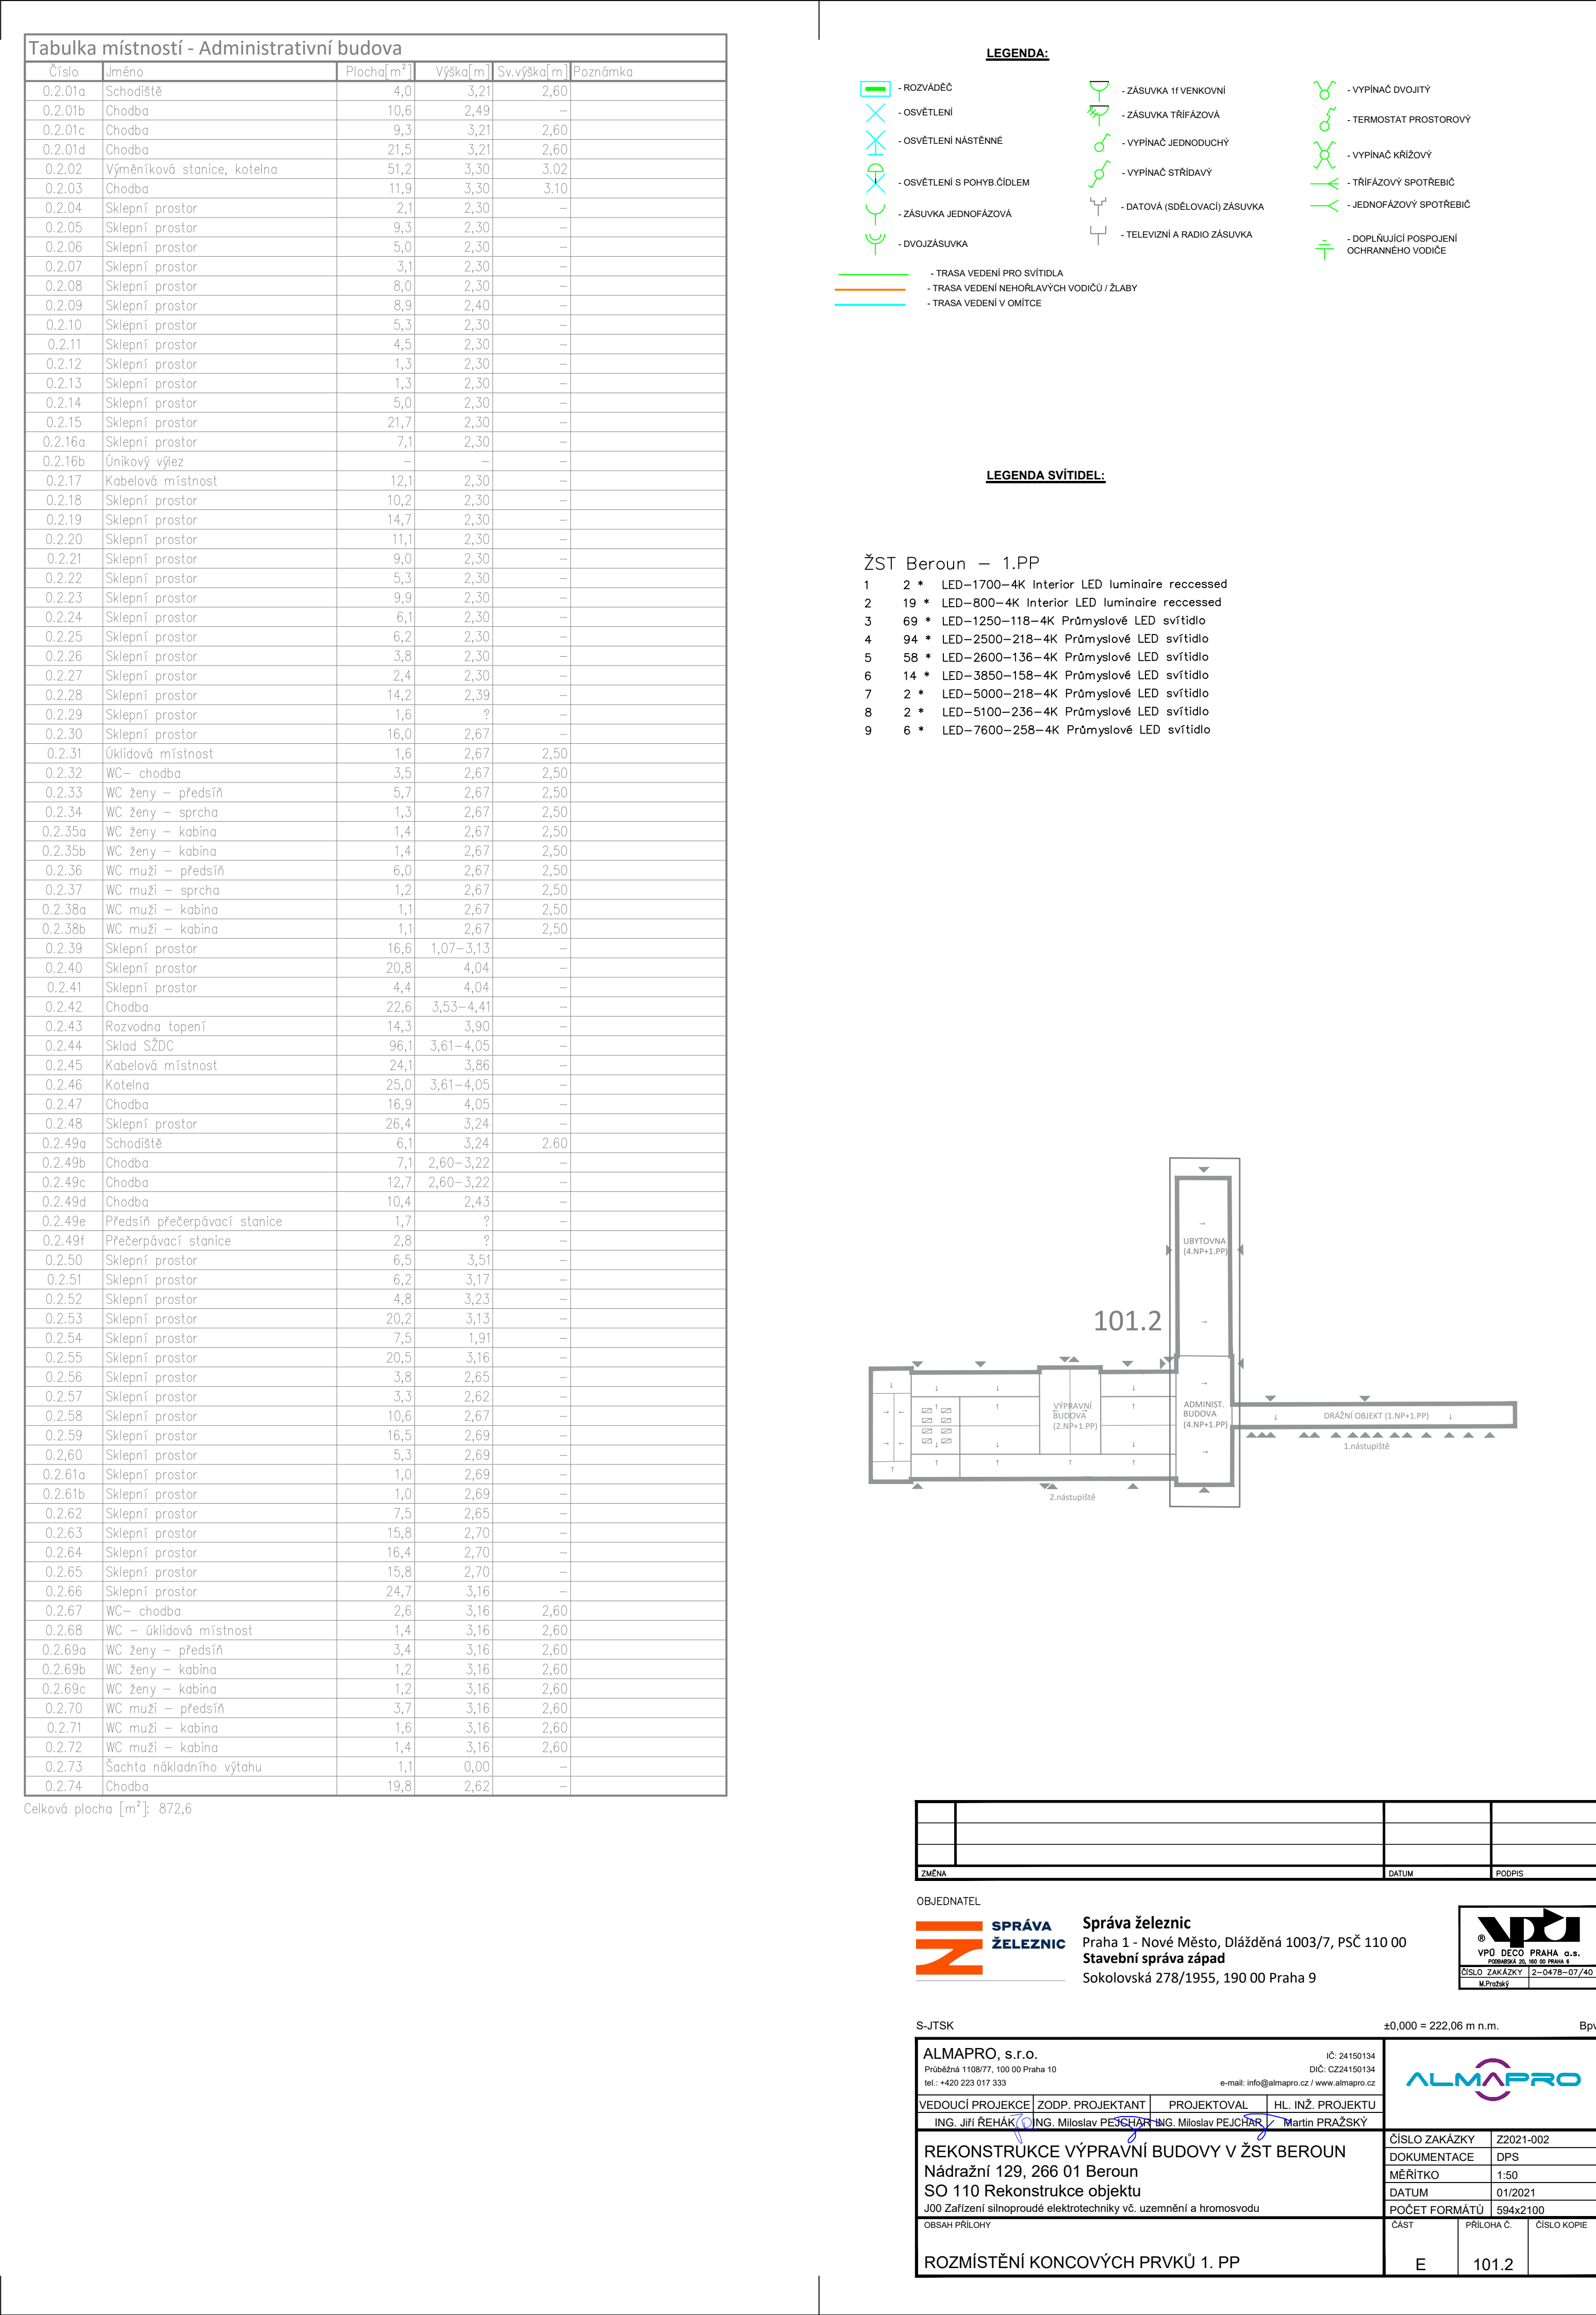 Tabulka místností - Administrativní budova
Číslo Jméno Plocha[m²] Výška[m] Sv.výška[m] Poznámka
0.2.01a Schodiště 4,0 3,21 2,60
0.2.01b Chodba 10,6 2,49 –
0.2.01c Chodba 9,3 3,21 2,60
0.2.01d Chodba 21,5 3,21 2,60
0.2.02 Výměníková stanice, kotelna 51,2 3,30 3.02
0.2.03 Chodba 11,9 3,30 3.10
0.2.04 Sklepní prostor 2,1 2,30 –
0.2.05 Sklepní prostor 9,3 2,30 –
0.2.06 Sklepní prostor 5,0 2,30 –
0.2.07 Sklepní prostor 3,1 2,30 –
0.2.08 Sklepní prostor 8,0 2,30 –
0.2.09 Sklepní prostor 8,9 2,40 –
0.2.10 Sklepní prostor 5,3 2,30 –
0.2.11 Sklepní prostor 4,5 2,30 –
0.2.12 Sklepní prostor 1,3 2,30 –
0.2.13 Sklepní prostor 1,3 2,30 –
0.2.14 Sklepní prostor 5,0 2,30 –
0.2.15 Sklepní prostor 21,7 2,30 –
0.2.16a Sklepní prostor 7,1 2,30 –
0.2.16b Únikový výlez – – –
0.2.17 Kabelová místnost 12,1 2,30 –
0.2.18 Sklepní prostor 10,2 2,30 –
0.2.19 Sklepní prostor 14,7 2,30 –
0.2.20 Sklepní prostor 11,1 2,30 –
0.2.21 Sklepní prostor 9,0 2,30 –
0.2.22 Sklepní prostor 5,3 2,30 –
0.2.23 Sklepní prostor 9,9 2,30 –
0.2.24 Sklepní prostor 6,1 2,30 –
0.2.25 Sklepní prostor 6,2 2,30 –
0.2.26 Sklepní prostor 3,8 2,30 –
0.2.27 Sklepní prostor 2,4 2,30 –
0.2.28 Sklepní prostor 14,2 2,39 –
0.2.29 Sklepní prostor 1,6 ? –
0.2.30 Sklepní prostor 16,0 2,67 –
0.2.31 Úklidová místnost 1,6 2,67 2,50
0.2.32 WC– chodba 3,5 2,67 2,50
0.2.33 WC ženy – předsíň 5,7 2,67 2,50
0.2.34 WC ženy – sprcha 1,3 2,67 2,50
0.2.35a WC ženy – kabina 1,4 2,67 2,50
0.2.35b WC ženy – kabina 1,4 2,67 2,50
0.2.36 WC muži – předsíň 6,0 2,67 2,50
0.2.37 WC muži – sprcha 1,2 2,67 2,50
0.2.38a WC muži – kabina 1,1 2,67 2,50
0.2.38b WC muži – kabina 1,1 2,67 2,50
0.2.39 Sklepní prostor 16,6 1,07–3,13 –
0.2.40 Sklepní prostor 20,8 4,04 –
0.2.41 Sklepní prostor 4,4 4,04 –
0.2.42 Chodba 22,6 3,53–4,41 –
0.2.43 Rozvodna topení 14,3 3,90 –
0.2.44 Sklad SŽDC 96,1 3,61–4,05 –
0.2.45 Kabelová místnost 24,1 3,86 –
0.2.46 Kotelna 25,0 3,61–4,05 –
0.2.47 Chodba 16,9 4,05 –
0.2.48 Sklepní prostor 26,4 3,24 –
0.2.49a Schodiště 6,1 3,24 2.60
0.2.49b Chodba 7,1 2,60–3,22 –
0.2.49c Chodba 12,7 2,60–3,22 –
0.2.49d Chodba 10,4 2,43 –
0.2.49e Předsíň přečerpávací stanice 1,7 ? –
0.2.49f Přečerpávací stanice 2,8 ? –
0.2.50 Sklepní prostor 6,5 3,51 –
0.2.51 Sklepní prostor 6,2 3,17 –
0.2.52 Sklepní prostor 4,8 3,23 –
0.2.53 Sklepní prostor 20,2 3,13 –
0.2.54 Sklepní prostor 7,5 1,91 –
0.2.55 Sklepní prostor 20,5 3,16 –
0.2.56 Sklepní prostor 3,8 2,65 –
0.2.57 Sklepní prostor 3,3 2,62 –
0.2.58 Sklepní prostor 10,6 2,67 –
0.2.59 Sklepní prostor 16,5 2,69 –
0.2,60 Sklepní prostor 5,3 2,69 –
0.2.61a Sklepní prostor 1,0 2,69 –
0.2.61b Sklepní prostor 1,0 2,69 –
0.2.62 Sklepní prostor 7,5 2,65 –
0.2.63 Sklepní prostor 15,8 2,70 –
0.2.64 Sklepní prostor 16,4 2,70 –
0.2.65 Sklepní prostor 15,8 2,70 –
0.2.66 Sklepní prostor 24,7 3,16 –
0.2.67 WC– chodba 2,6 3,16 2,60
0.2.68 WC – úklidová místnost 1,4 3,16 2,60
0.2.69a WC ženy – předsíň 3,4 3,16 2,60
0.2.69b WC ženy – kabina 1,2 3,16 2,60
0.2.69c WC ženy – kabina 1,2 3,16 2,60
0.2.70 WC muži – předsíň 3,7 3,16 2,60
0.2.71 WC muži – kabina 1,6 3,16 2,60
0.2.72 WC muži – kabina 1,4 3,16 2,60
0.2.73 Šachta nákladního výtahu 1,1 0,00 –
0.2.74 Chodba 19,8 2,62 –
Celková plocha [m²]: 872,6
LEGENDA:
- ROZVÁDĚČ
- OSVĚTLENÍ
- OSVĚTLENÍ NÁSTĚNNÉ
- OSVĚTLENÍ S POHYB.ČÍDLEM
- ZÁSUVKA JEDNOFÁZOVÁ
- DVOJZÁSUVKA
- ZÁSUVKA 1f VENKOVNÍ
- ZÁSUVKA TŘÍFÁZOVÁ
- VYPÍNAČ JEDNODUCHÝ
- VYPÍNAČ STŘÍDAVÝ
- DATOVÁ (SDĚLOVACÍ) ZÁSUVKA
- TELEVIZNÍ A RADIO ZÁSUVKA
- VYPÍNAČ DVOJITÝ
- TERMOSTAT PROSTOROVÝ
- VYPÍNAČ KŘÍŽOVÝ
- TŘÍFÁZOVÝ SPOTŘEBIČ
- JEDNOFÁZOVÝ SPOTŘEBIČ
- DOPLŇUJÍCÍ POSPOJENÍ
OCHRANNÉHO VODIČE
- TRASA VEDENÍ PRO SVÍTIDLA
- TRASA VEDENÍ NEHOŘLAVÝCH VODIČŮ / ŽLABY
- TRASA VEDENÍ V OMÍTCE
LEGENDA SVÍTIDEL:
ŽST Beroun – 1.PP
1 2 * LED–1700–4K Interior LED luminaire reccessed
2 19 * LED–800–4K Interior LED luminaire reccessed
3 69 * LED–1250–118–4K Průmyslové LED svítidlo
4 94 * LED–2500–218–4K Průmyslové LED svítidlo
5 58 * LED–2600–136–4K Průmyslové LED svítidlo
6 14 * LED–3850–158–4K Průmyslové LED svítidlo
7 2 * LED–5000–218–4K Průmyslové LED svítidlo
8 2 * LED–5100–236–4K Průmyslové LED svítidlo
9 6 * LED–7600–258–4K Průmyslové LED svítidlo
UBYTOVNA
(4.NP+1.PP)
101.2
VÝPRAVNÍ
BUDOVA
(2.NP+1.PP)
ADMINIST.
BUDOVA
(4.NP+1.PP)
DRÁŽNÍ OBJEKT (1.NP+1.PP)
1.nástupiště
2.nástupiště
ZMĚNA DATUM PODPIS
OBJEDNATEL
SPRÁVA
ŽELEZNIC
Správa železnic
Praha 1 - Nové Město, Dlážděná 1003/7, PSČ 110 00
Stavební správa západ
Sokolovská 278/1955, 190 00 Praha 9
vpú
®
VPÚ DECO PRAHA a.s.
PODBABSKÁ 20, 160 00 PRAHA 6
ČÍSLO ZAKÁZKY 2–0478–07/40
M.Pražský
S-JTSK ±0,000 = 222,06 m n.m. Bpv
ALMAPRO, s.r.o. IČ: 24150134
Průběžná 1108/77, 100 00 Praha 10 DIČ: CZ24150134
tel.: +420 223 017 333 e-mail: info@almapro.cz / www.almapro.cz
ALMAPRO
VEDOUCÍ PROJEKCE ZODP. PROJEKTANT PROJEKTOVAL HL. INŽ. PROJEKTU
ING. Jiří ŘEHÁK ING. Miloslav PEJCHAR ING. Miloslav PEJCHAR Martin PRAŽSKÝ
REKONSTRUKCE VÝPRAVNÍ BUDOVY V ŽST BEROUN
Nádražní 129, 266 01 Beroun
SO 110 Rekonstrukce objektu
J00 Zařízení silnoproudé elektrotechniky vč. uzemnění a hromosvodu
ČÍSLO ZAKÁZKY Z2021-002
DOKUMENTACE DPS
MĚŘÍTKO 1:50
DATUM 01/2021
POČET FORMÁTŮ 594x2100
OBSAH PŘÍLOHY
ROZMÍSTĚNÍ KONCOVÝCH PRVKŮ 1. PP
ČÁST PŘÍLOHA Č. ČÍSLO KOPIE
E 101.2